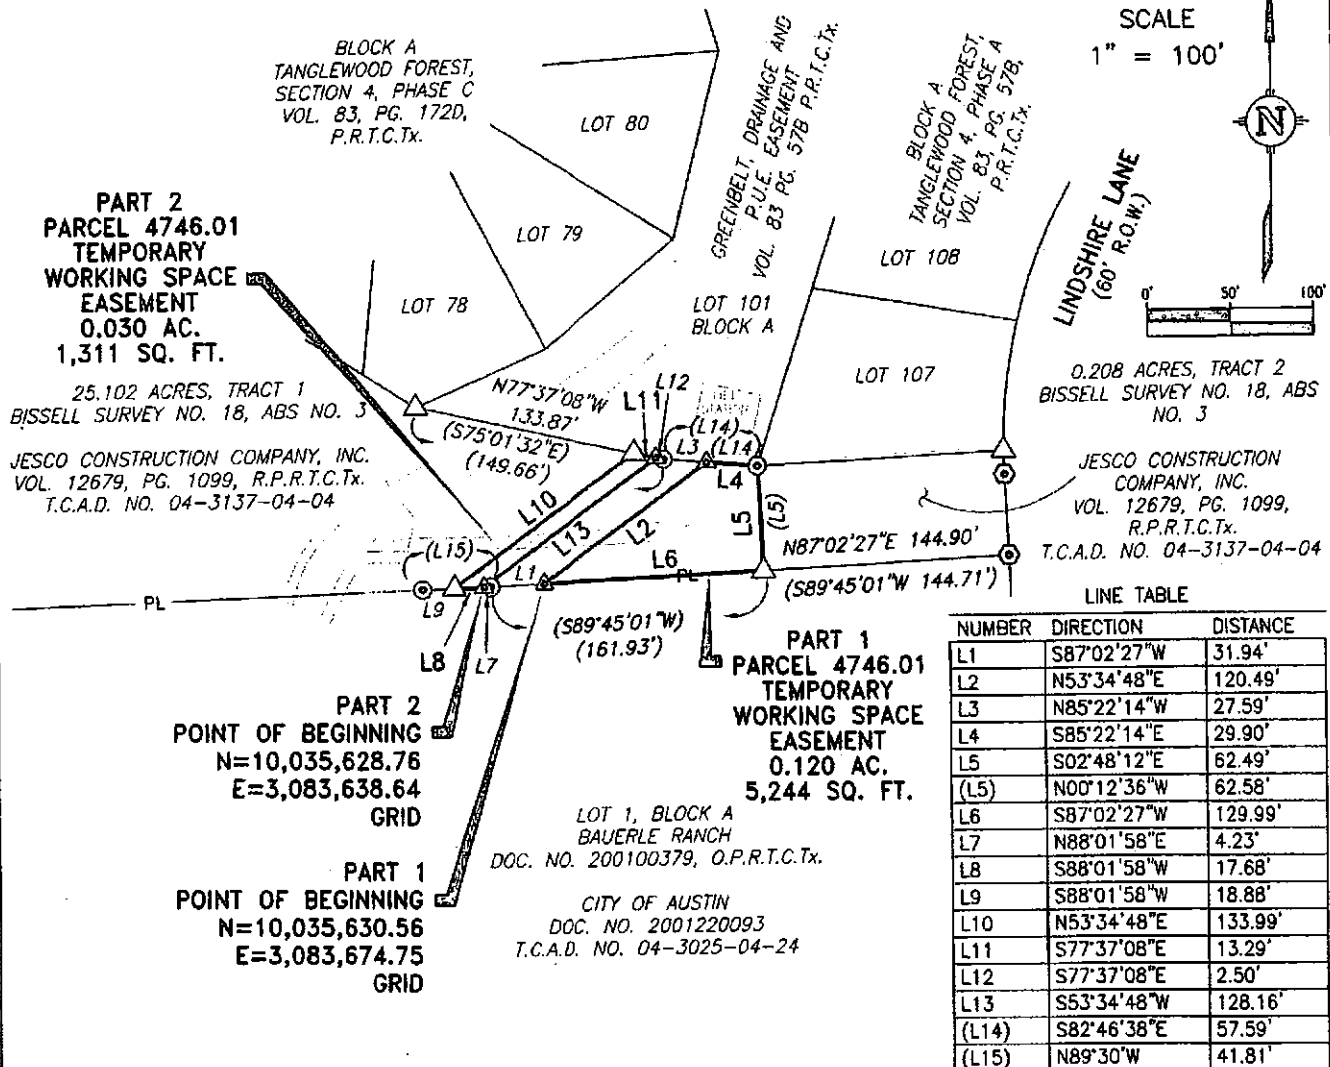 SCALE
1" = 100'
N
0' 50' 100'
BLOCK A
TANGLEWOOD FOREST,
SECTION 4, PHASE C
VOL. 83, PG. 172D,
P.R.T.C.Tx.
LOT 80
LOT 79
LOT 78
GREENBELT, DRAINAGE AND
P.U.E. EASEMENT
VOL. 83 PG. 57B P.R.T.C.Tx.
LOT 101
BLOCK A
BLOCK A
TANGLEWOOD FOREST,
SECTION 4, PHASE A
VOL. 83, PG. 57B,
P.R.T.C.Tx.
LOT 108
LOT 107
LINDSHIRE LANE
(60' R.O.W.)
PART 2
PARCEL 4746.01
TEMPORARY
WORKING SPACE
EASEMENT
0.030 AC.
1,311 SQ. FT.
25.102 ACRES, TRACT 1
BISSELL SURVEY NO. 18, ABS NO. 3
JESCO CONSTRUCTION COMPANY, INC.
VOL. 12679, PG. 1099, R.P.R.T.C.Tx.
T.C.A.D. NO. 04-3137-04-04
0.208 ACRES, TRACT 2
BISSELL SURVEY NO. 18, ABS
NO. 3
JESCO CONSTRUCTION
COMPANY, INC.
VOL. 12679, PG. 1099,
R.P.R.T.C.Tx.
T.C.A.D. NO. 04-3137-04-04
N77°37'08"W
133.87'
(S75°01'32"E)
(149.66')
L11
L12
(L14)
L3
(L14)
L4
L10
L13
L2
L5
(L5)
N87°02'27"E 144.90'
(S89°45'01"W 144.71')
(L15)
L1
L6
PL
PL
L9
L8
L7
(S89°45'01"W)
(161.93')
PART 1
PARCEL 4746.01
TEMPORARY
WORKING SPACE
EASEMENT
0.120 AC.
5,244 SQ. FT.
PART 2
POINT OF BEGINNING
N=10,035,628.76
E=3,083,638.64
GRID
PART 1
POINT OF BEGINNING
N=10,035,630.56
E=3,083,674.75
GRID
LOT 1, BLOCK A
BAUERLE RANCH
DOC. NO. 200100379, O.P.R.T.C.Tx.
CITY OF AUSTIN
DOC. NO. 2001220093
T.C.A.D. NO. 04-3025-04-24
LINE TABLE
NUMBER DIRECTION DISTANCE
L1 S87°02'27"W 31.94'
L2 N53°34'48"E 120.49'
L3 N85°22'14"W 27.59'
L4 S85°22'14"E 29.90'
L5 S02°48'12"E 62.49'
(L5) N00°12'36"W 62.58'
L6 S87°02'27"W 129.99'
L7 N88°01'58"E 4.23'
L8 S88°01'58"W 17.68'
L9 S88°01'58"W 18.88'
L10 N53°34'48"E 133.99'
L11 S77°37'08"E 13.29'
L12 S77°37'08"E 2.50'
L13 S53°34'48"W 128.16'
(L14) S82°46'38"E 57.59'
(L15) N89°30'W 41.81'